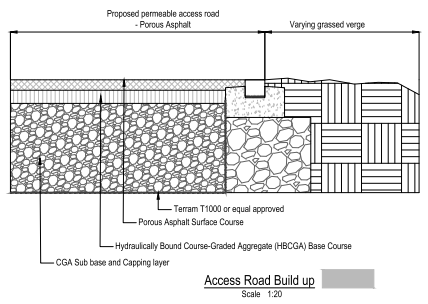 Proposed permeable access road
- Porous Asphalt
Varying grassed verge
Terram T1000 or equal approved
Porous Asphalt Surface Course
Hydraulically Bound Course-Graded Aggregate (HBCGA) Base Course
CGA Sub base and Capping layer
Access Road Build up
Scale 1:20